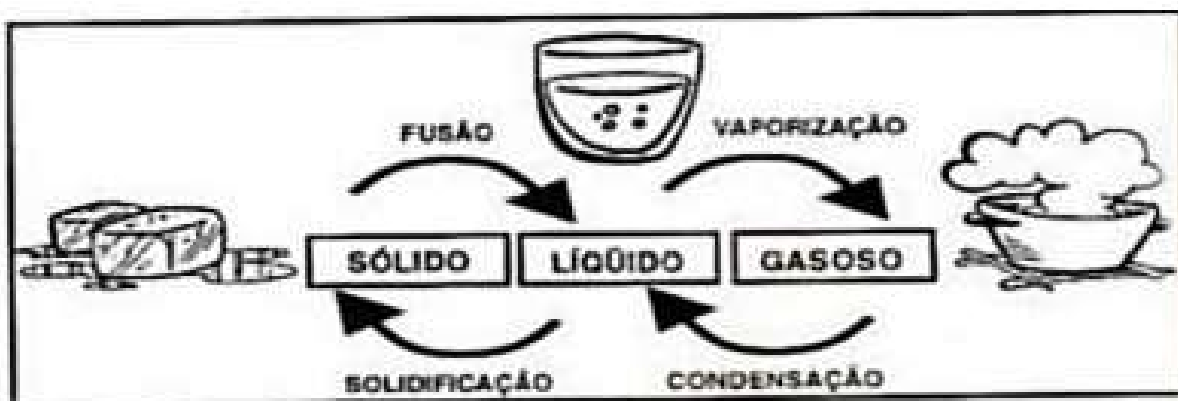 FUSÃO
VAPORIZAÇÃO
SÓLIDO
LÍQÜIDO
GASOSO
SOLIDIFICAÇÃO
CONDENSAÇÃO